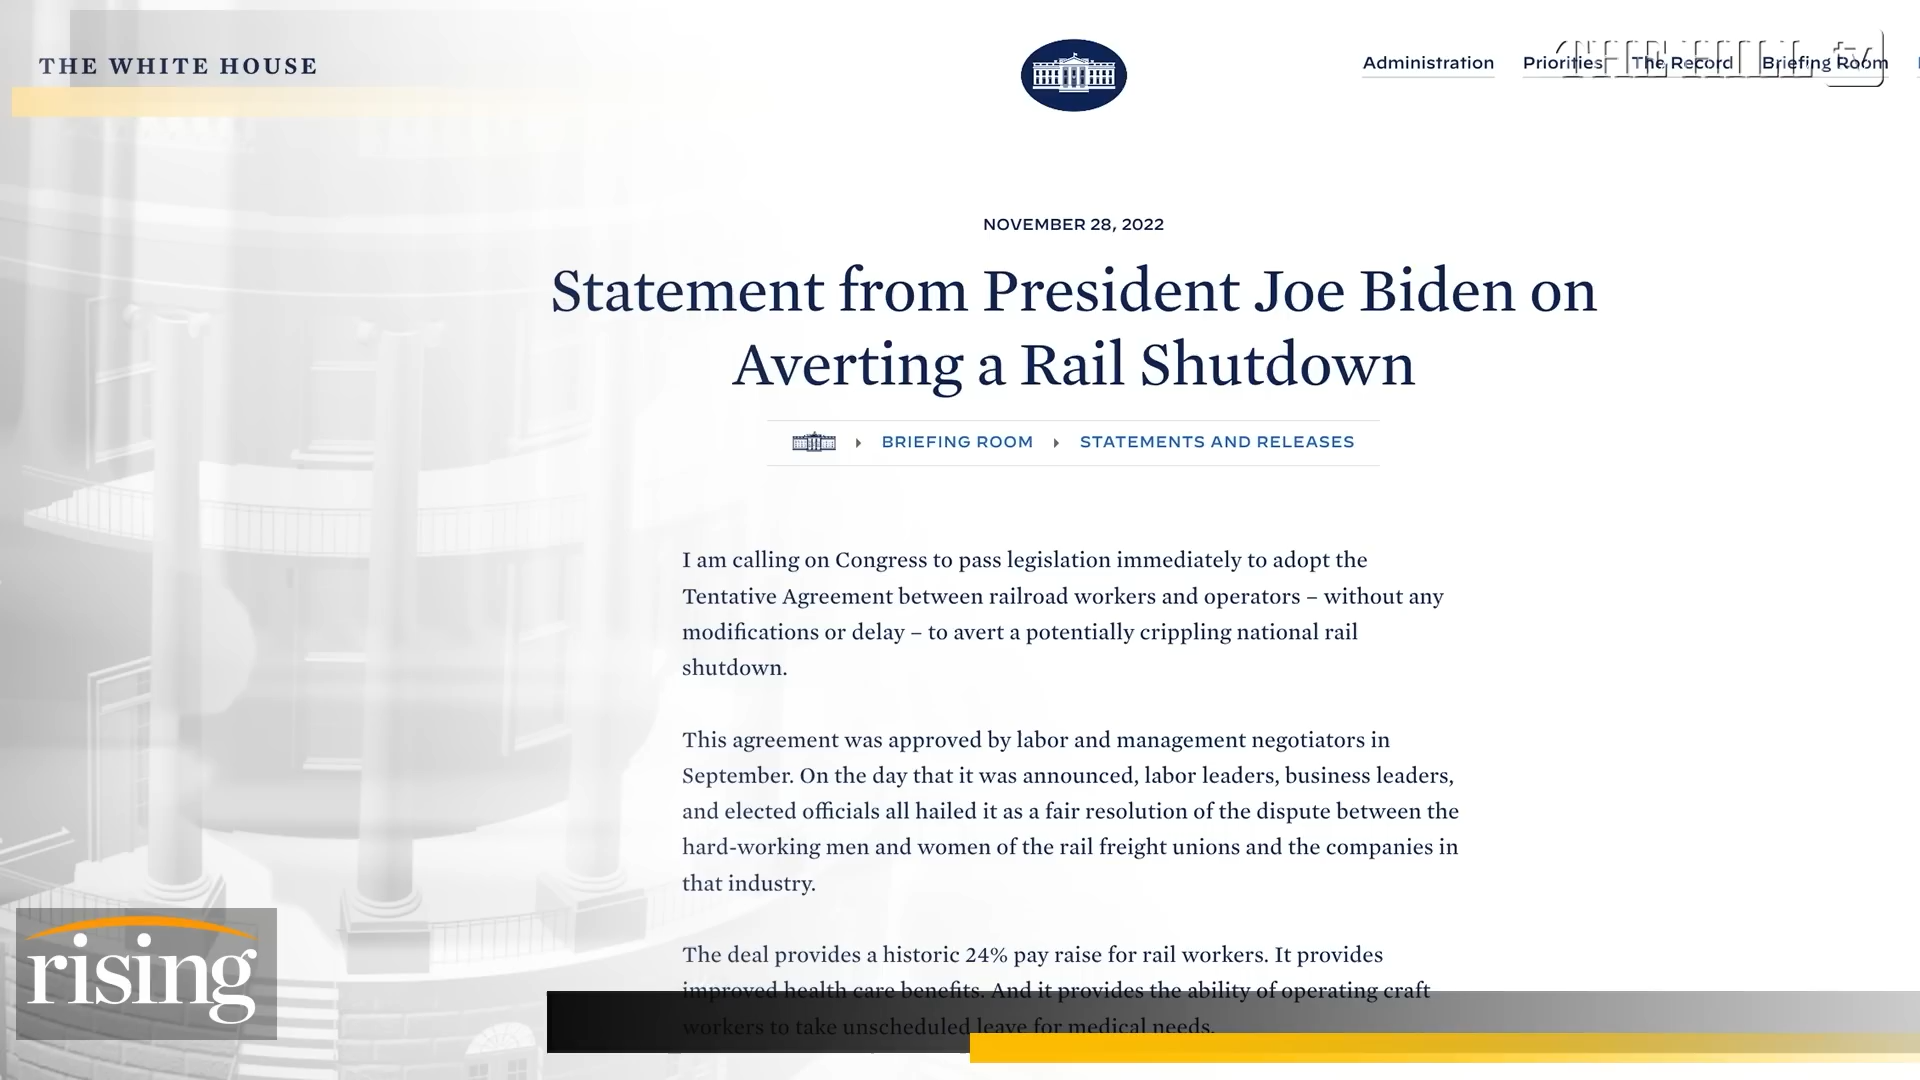 THE WHITE HOUSE
Administration Priorities The Record Briefing Room
THE HILL tv
NOVEMBER 28, 2022
Statement from President Joe Biden on
Averting a Rail Shutdown
BRIEFING ROOM STATEMENTS AND RELEASES
I am calling on Congress to pass legislation immediately to adopt the
Tentative Agreement between railroad workers and operators – without any
modifications or delay – to avert a potentially crippling national rail
shutdown.
This agreement was approved by labor and management negotiators in
September. On the day that it was announced, labor leaders, business leaders,
and elected officials all hailed it as a fair resolution of the dispute between the
hard-working men and women of the rail freight unions and the companies in
that industry.
The deal provides a historic 24% pay raise for rail workers. It provides
improved health care benefits. And it provides the ability of operating craft
workers to take unscheduled leave for medical needs.
rising